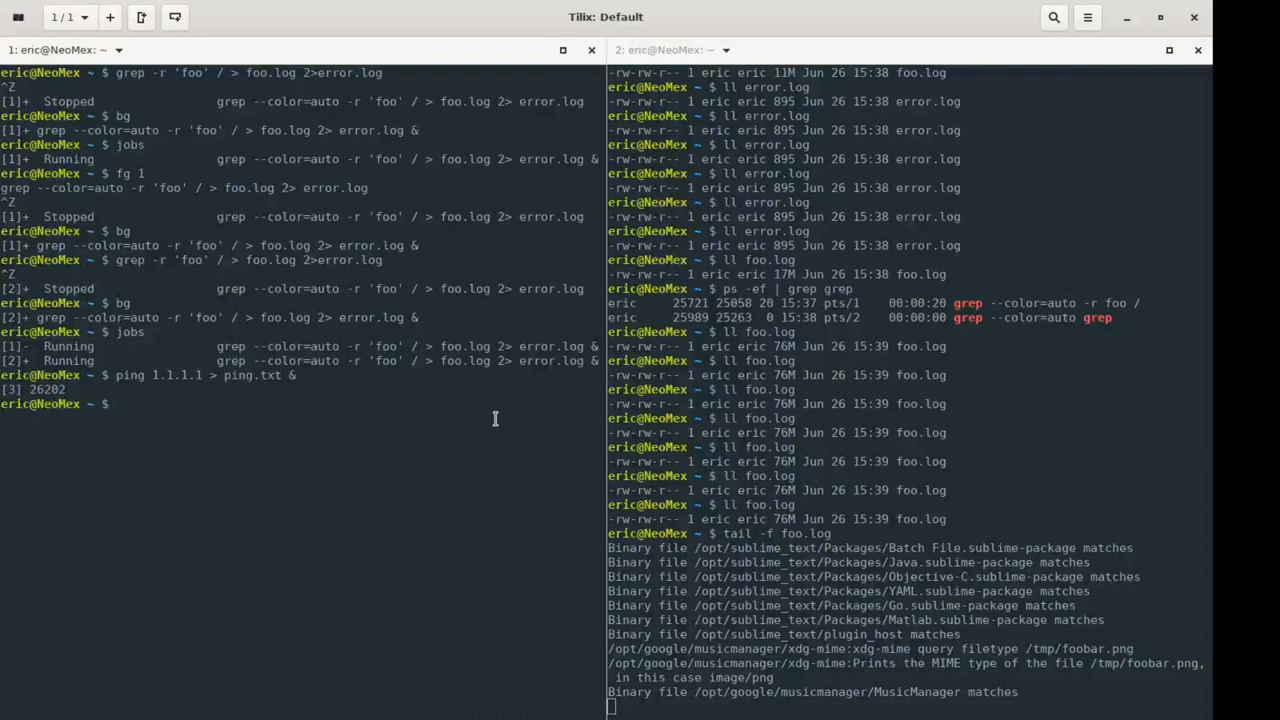 1 / 1
Tilix: Default
1: eric@NeoMex: ~
eric@NeoMex ~ $ grep -r 'foo' / > foo.log 2>error.log
^Z
[1]+  Stopped                 grep --color=auto -r 'foo' / > foo.log 2> error.log
eric@NeoMex ~ $ bg
[1]+ grep --color=auto -r 'foo' / > foo.log 2> error.log &
eric@NeoMex ~ $ jobs
[1]+  Running                 grep --color=auto -r 'foo' / > foo.log 2> error.log &
eric@NeoMex ~ $ fg 1
grep --color=auto -r 'foo' / > foo.log 2> error.log
^Z
[1]+  Stopped                 grep --color=auto -r 'foo' / > foo.log 2> error.log
eric@NeoMex ~ $ bg
[1]+ grep --color=auto -r 'foo' / > foo.log 2> error.log &
eric@NeoMex ~ $ grep -r 'foo' / > foo.log 2>error.log
^Z
[2]+  Stopped                 grep --color=auto -r 'foo' / > foo.log 2> error.log
eric@NeoMex ~ $ bg
[2]+ grep --color=auto -r 'foo' / > foo.log 2> error.log &
eric@NeoMex ~ $ jobs
[1]-  Running                 grep --color=auto -r 'foo' / > foo.log 2> error.log &
[2]+  Running                 grep --color=auto -r 'foo' / > foo.log 2> error.log &
eric@NeoMex ~ $ ping 1.1.1.1 > ping.txt &
[3] 26202
eric@NeoMex ~ $
2: eric@NeoMex: ~
-rw-rw-r-- 1 eric eric 11M Jun 26 15:38 foo.log
eric@NeoMex ~ $ ll error.log
-rw-rw-r-- 1 eric eric 895 Jun 26 15:38 error.log
eric@NeoMex ~ $ ll error.log
-rw-rw-r-- 1 eric eric 895 Jun 26 15:38 error.log
eric@NeoMex ~ $ ll error.log
-rw-rw-r-- 1 eric eric 895 Jun 26 15:38 error.log
eric@NeoMex ~ $ ll error.log
-rw-rw-r-- 1 eric eric 895 Jun 26 15:38 error.log
eric@NeoMex ~ $ ll error.log
-rw-rw-r-- 1 eric eric 895 Jun 26 15:38 error.log
eric@NeoMex ~ $ ll error.log
-rw-rw-r-- 1 eric eric 895 Jun 26 15:38 error.log
eric@NeoMex ~ $ ll foo.log
-rw-rw-r-- 1 eric eric 17M Jun 26 15:38 foo.log
eric@NeoMex ~ $ ps -ef | grep grep
eric     25721 25058 20 15:37 pts/1    00:00:20 grep --color=auto -r foo /
eric     25989 25263  0 15:38 pts/2    00:00:00 grep --color=auto grep
eric@NeoMex ~ $ ll foo.log
-rw-rw-r-- 1 eric eric 76M Jun 26 15:39 foo.log
eric@NeoMex ~ $ ll foo.log
-rw-rw-r-- 1 eric eric 76M Jun 26 15:39 foo.log
eric@NeoMex ~ $ ll foo.log
-rw-rw-r-- 1 eric eric 76M Jun 26 15:39 foo.log
eric@NeoMex ~ $ ll foo.log
-rw-rw-r-- 1 eric eric 76M Jun 26 15:39 foo.log
eric@NeoMex ~ $ ll foo.log
-rw-rw-r-- 1 eric eric 76M Jun 26 15:39 foo.log
eric@NeoMex ~ $ ll foo.log
-rw-rw-r-- 1 eric eric 76M Jun 26 15:39 foo.log
eric@NeoMex ~ $ ll foo.log
-rw-rw-r-- 1 eric eric 76M Jun 26 15:39 foo.log
eric@NeoMex ~ $ tail -f foo.log
Binary file /opt/sublime_text/Packages/Batch File.sublime-package matches
Binary file /opt/sublime_text/Packages/Java.sublime-package matches
Binary file /opt/sublime_text/Packages/Objective-C.sublime-package matches
Binary file /opt/sublime_text/Packages/YAML.sublime-package matches
Binary file /opt/sublime_text/Packages/Go.sublime-package matches
Binary file /opt/sublime_text/Packages/Matlab.sublime-package matches
Binary file /opt/sublime_text/plugin_host matches
/opt/google/musicmanager/xdg-mime:xdg-mime query filetype /tmp/foobar.png
/opt/google/musicmanager/xdg-mime:Prints the MIME type of the file /tmp/foobar.png,
in this case image/png
Binary file /opt/google/musicmanager/MusicManager matches